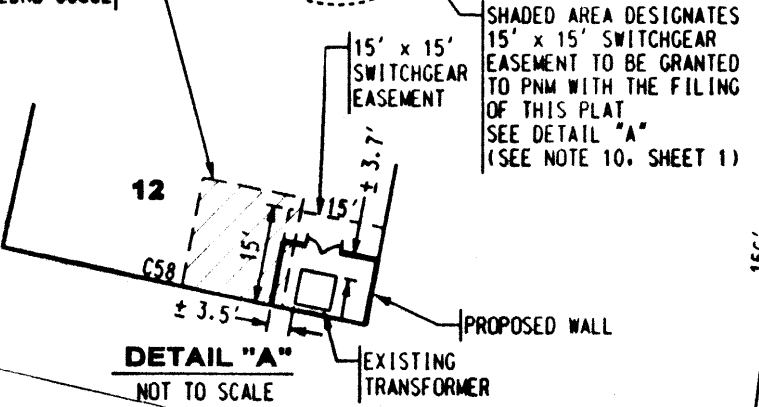 15' x 15'
SWITCHGEAR
EASEMENT
SHADED AREA DESIGNATES
15' x 15' SWITCHGEAR
EASEMENT TO BE GRANTED
TO PNM WITH THE FILING
OF THIS PLAT
SEE DETAIL "A"
(SEE NOTE 10, SHEET 1)
± 3.7'
12
15'
15'
C58
± 3.5'
PROPOSED WALL
DETAIL "A"
NOT TO SCALE
EXISTING
TRANSFORMER